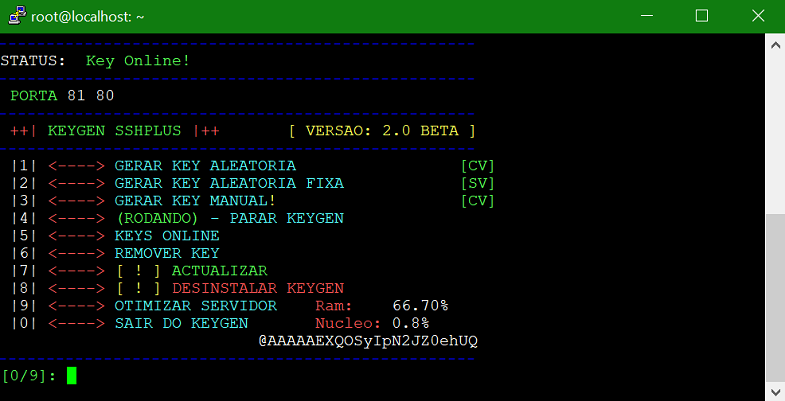 root@localhost: ~
STATUS:  Key Online!
PORTA 81 80
++| KEYGEN SSHPLUS |++       [ VERSAO: 2.0 BETA ]
|1| <----> GERAR KEY ALEATORIA                 [CV]
|2| <----> GERAR KEY ALEATORIA FIXA            [SV]
|3| <----> GERAR KEY MANUAL!                   [CV]
|4| <----> (RODANDO) - PARAR KEYGEN
|5| <----> KEYS ONLINE
|6| <----> REMOVER KEY
|7| <----> [ ! ] ACTUALIZAR
|8| <----> [ ! ] DESINSTALAR KEYGEN
|9| <----> OTIMIZAR SERVIDOR    Ram:    66.70%
|0| <----> SAIR DO KEYGEN       Nucleo: 0.8%
@AAAAAEXQOSyIpN2JZ0ehUQ
[0/9]: